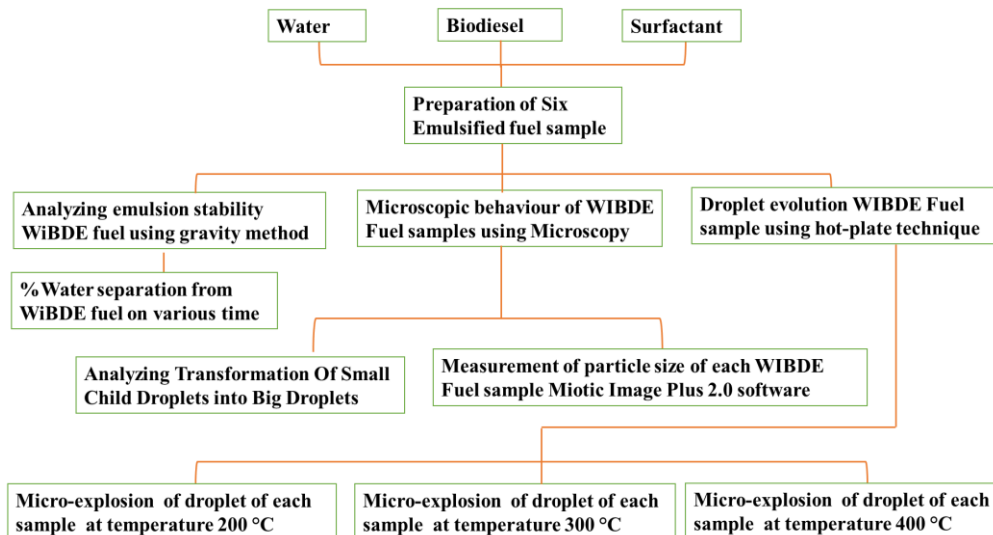 Water
Biodiesel
Surfactant
Preparation of Six
Emulsified fuel sample
Analyzing emulsion stability
WiBDE fuel using gravity method
Microscopic behaviour of WIBDE
Fuel samples using Microscopy
Droplet evolution WIBDE Fuel
sample using hot-plate technique
%Water separation from
WiBDE fuel on various time
Analyzing Transformation Of Small
Child Droplets into Big Droplets
Measurement of particle size of each WIBDE
Fuel sample Miotic Image Plus 2.0 software
Micro-explosion of droplet of each
sample at temperature 200 °C
Micro-explosion of droplet of each
sample at temperature 300 °C
Micro-explosion of droplet of each
sample at temperature 400 °C